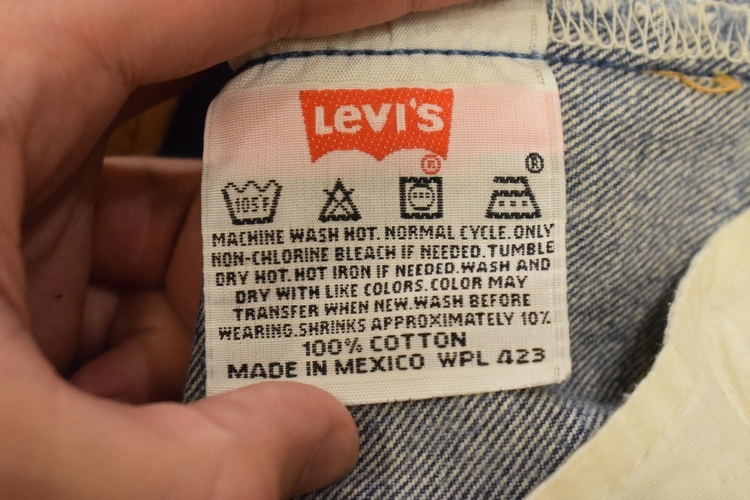 LEVI'S
®
®
105F
MACHINE WASH HOT. NORMAL CYCLE. ONLY
NON-CHLORINE BLEACH IF NEEDED. TUMBLE
DRY HOT. HOT IRON IF NEEDED. WASH AND
DRY WITH LIKE COLORS. COLOR MAY
TRANSFER WHEN NEW. WASH BEFORE
WEARING. SHRINKS APPROXIMATELY 10%
100% COTTON
MADE IN MEXICO WPL 423